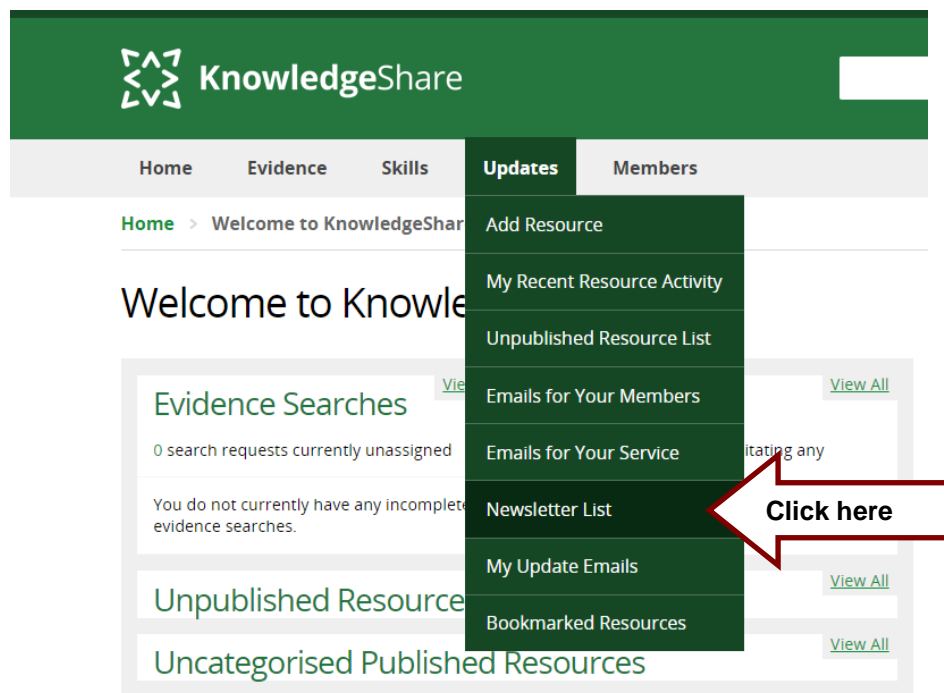 KnowledgeShare
Home Evidence Skills Updates Members
Home > Welcome to KnowledgeShar
Welcome to Knowle
Add Resource
My Recent Resource Activity
Unpublished Resource List
Emails for Your Members
Emails for Your Service
Newsletter List
My Update Emails
Bookmarked Resources
Click here
Evidence Searches
Vie
View All
0 search requests currently unassigned
itating any
You do not currently have any incomplete
evidence searches.
Unpublished Resource
View All
Uncategorised Published Resources
View All